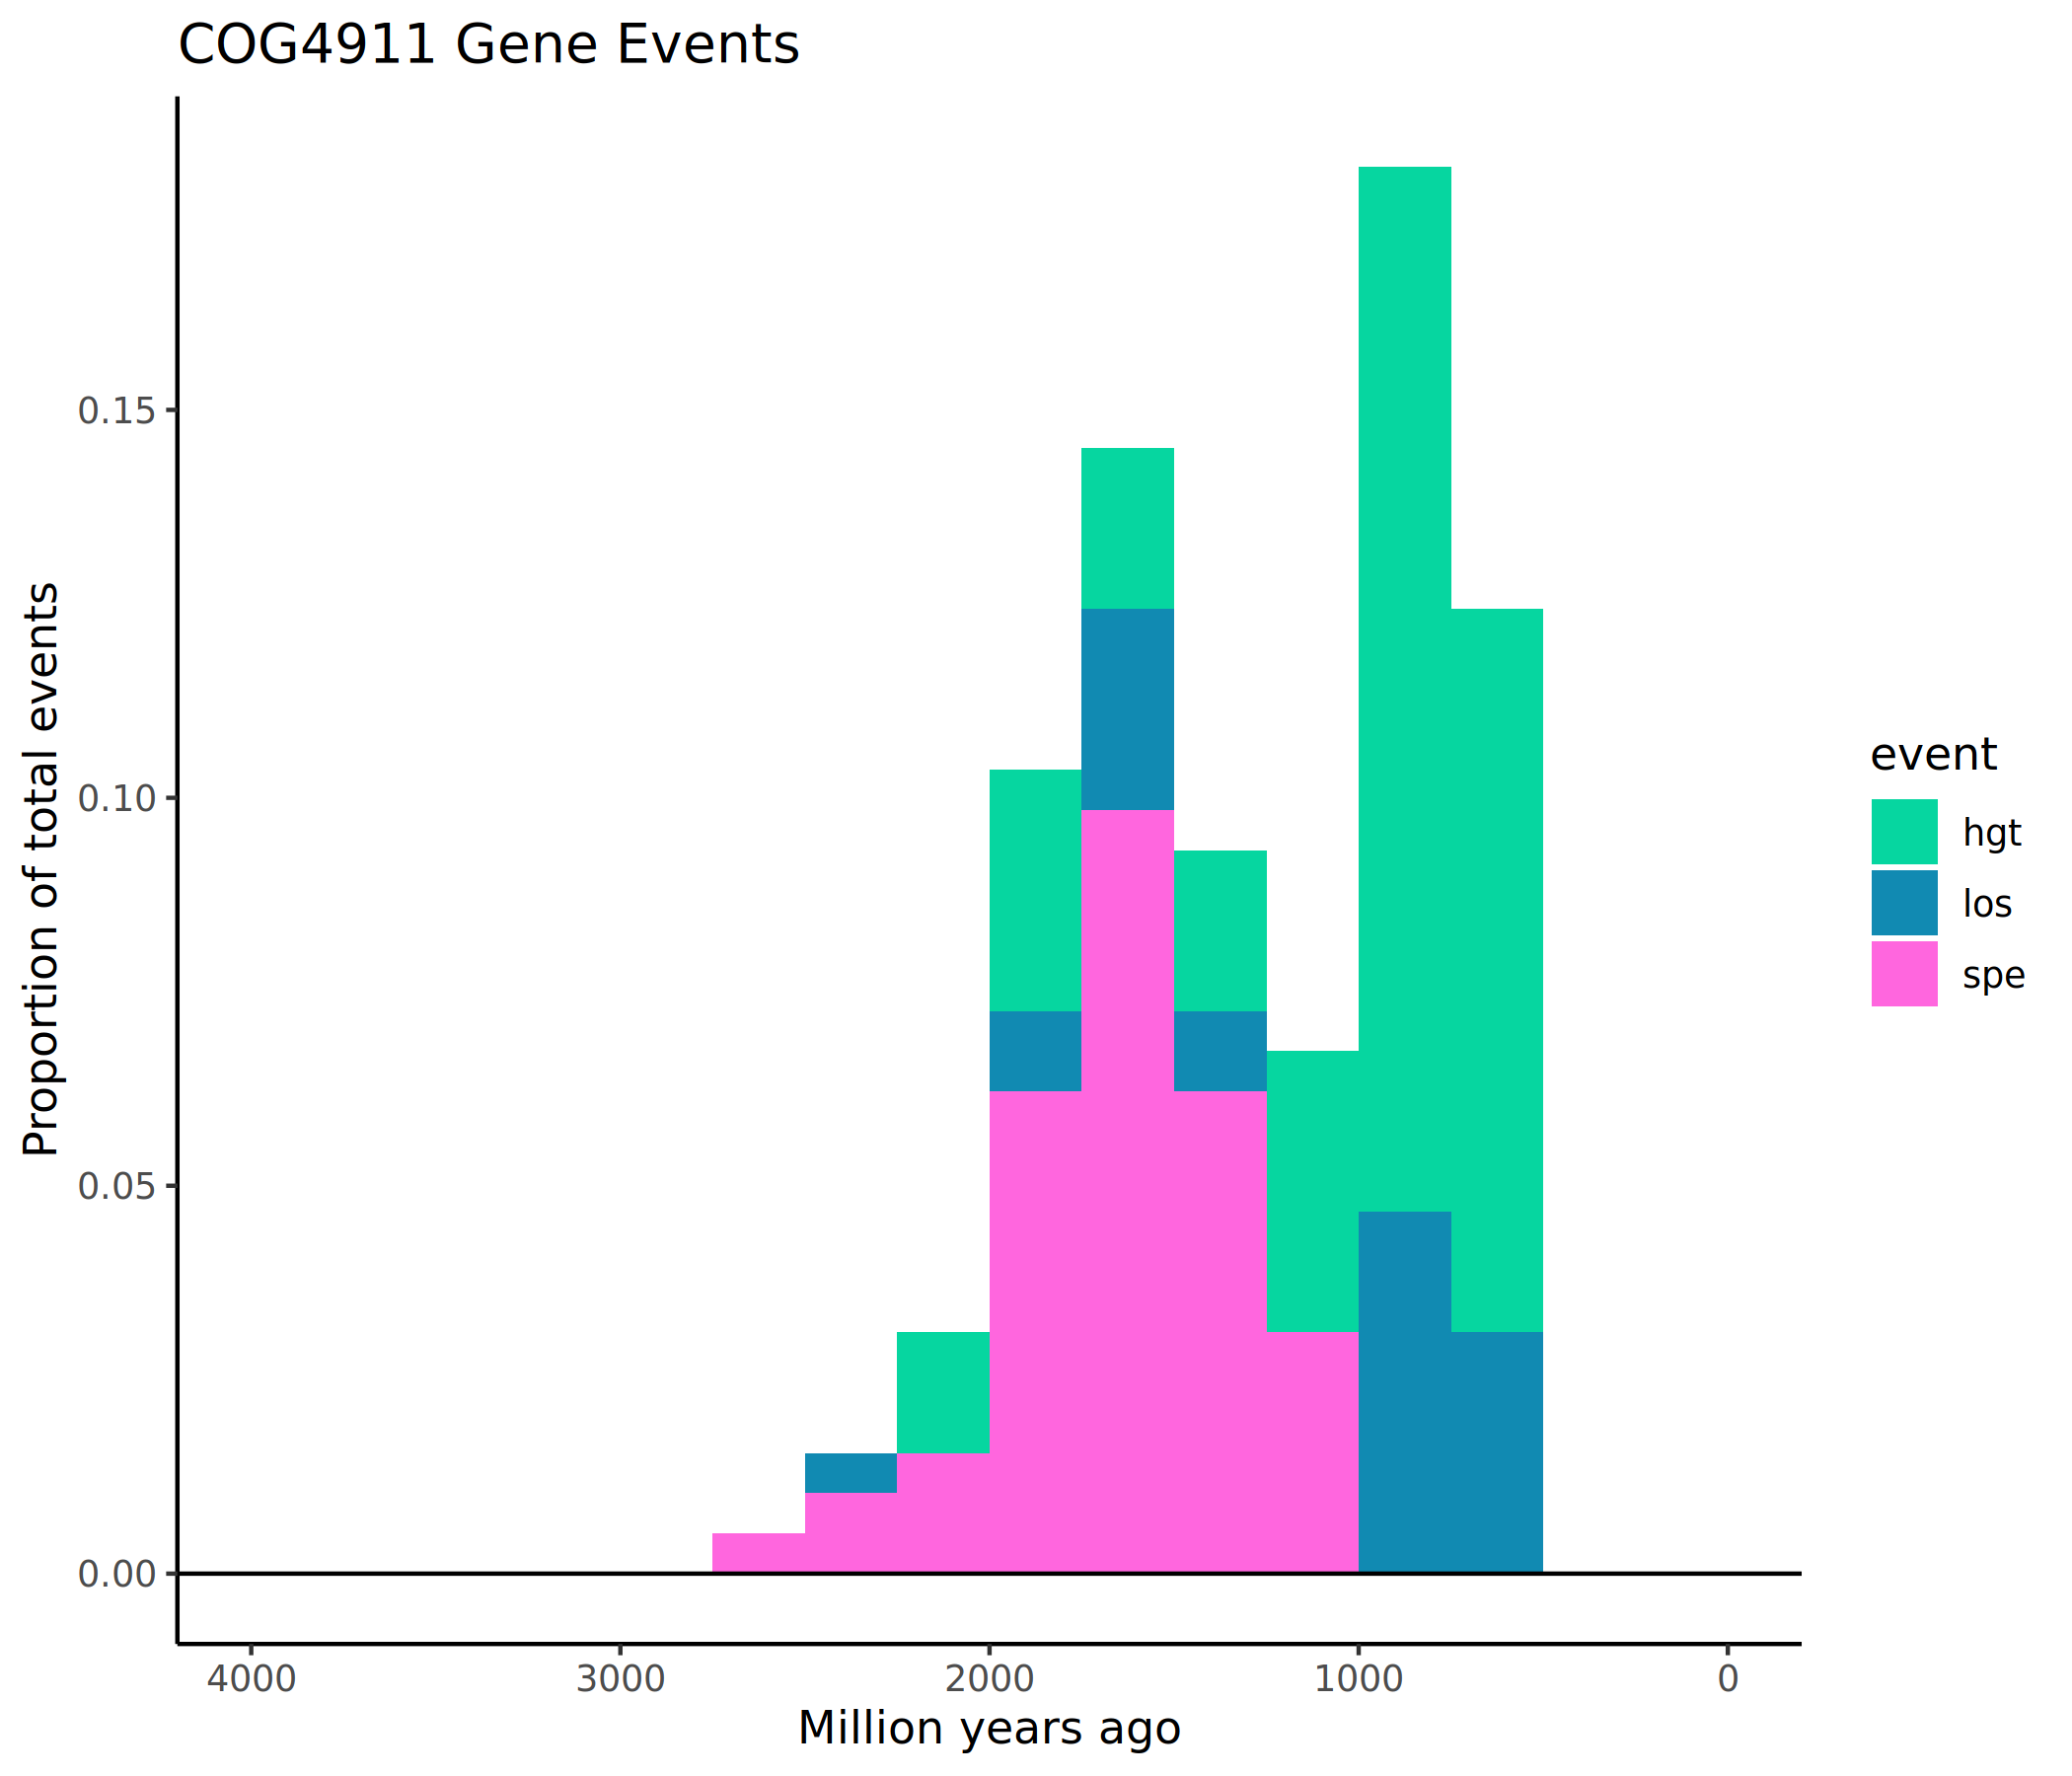 COG4911 Gene Events
Proportion of total events
0.15
0.10
0.05
0.00
4000 3000 2000 1000 0
Million years ago
event
hgt
los
spe